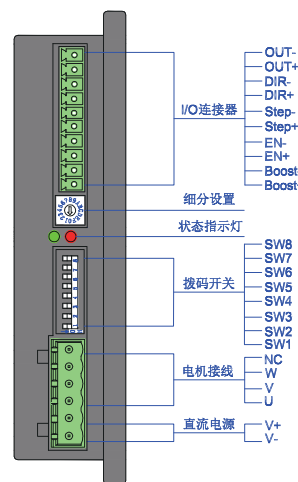 OUT-
OUT+
DIR-
DIR+
I/O连接器
Step-
Step+
EN-
EN+
Boost
Boost
细分设置
状态指示灯
SW8
SW7
SW6
拨码开关
SW5
SW4
SW3
SW2
SW1
NC
电机接线
W
V
U
直流电源
V+
V-